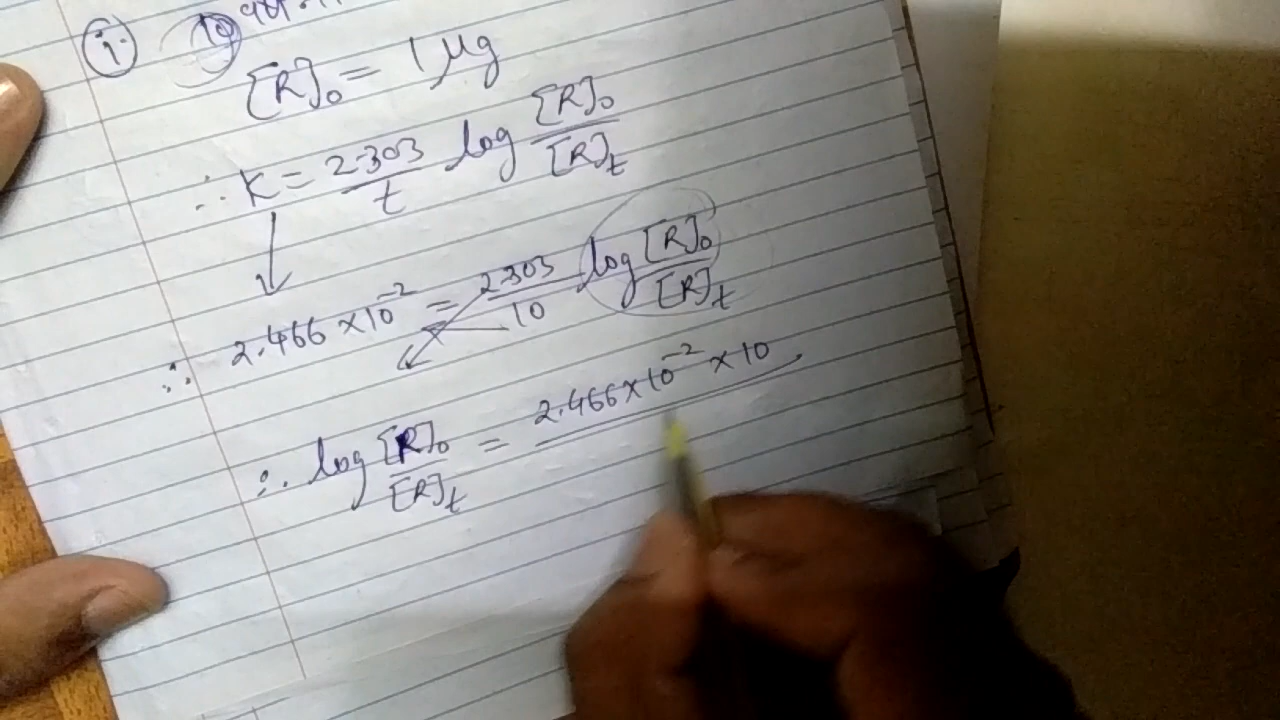 i. 10
[R]₀ = 1 μg
∴ K = 2.303/t log [R]₀/[R]t
∴ 2.466 × 10⁻² = 2.303/10 log [R]₀/[R]t
∴ log [R]₀/[R]t = 2.466 × 10⁻² × 10